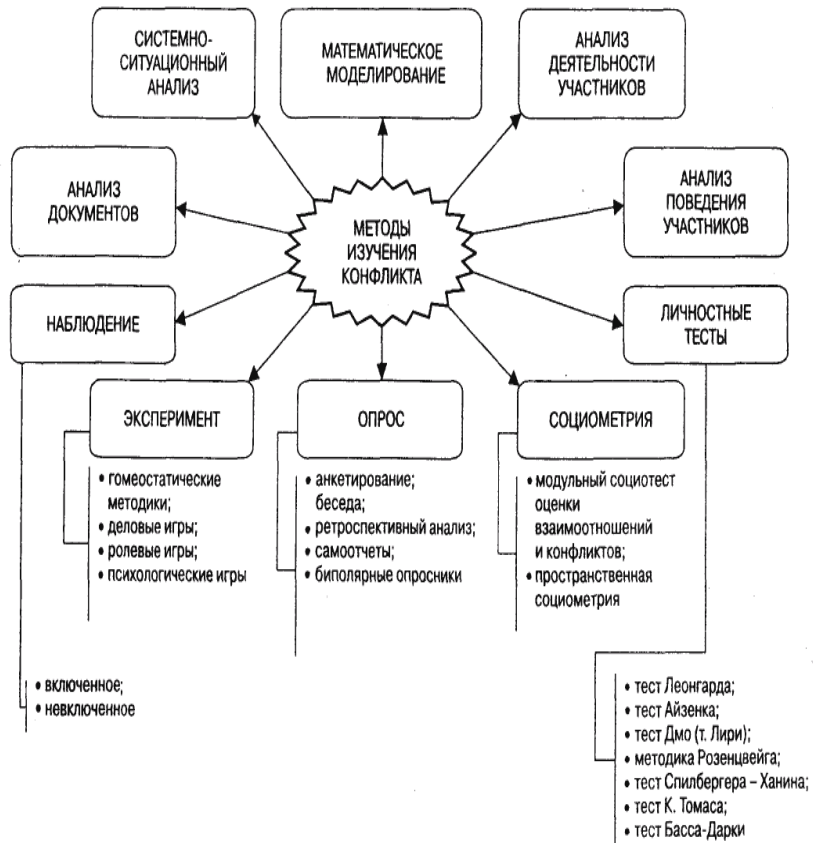 СИСТЕМНО-
СИТУАЦИОННЫЙ
АНАЛИЗ
МАТЕМАТИЧЕСКОЕ
МОДЕЛИРОВАНИЕ
АНАЛИЗ
ДЕЯТЕЛЬНОСТИ
УЧАСТНИКОВ
АНАЛИЗ
ДОКУМЕНТОВ
МЕТОДЫ
ИЗУЧЕНИЯ
КОНФЛИКТА
АНАЛИЗ
ПОВЕДЕНИЯ
УЧАСТНИКОВ
НАБЛЮДЕНИЕ
ЛИЧНОСТНЫЕ
ТЕСТЫ
ЭКСПЕРИМЕНТ
ОПРОС
СОЦИОМЕТРИЯ
• гомеостатические
методики;
• деловые игры;
• ролевые игры;
• психологические игры
• анкетирование;
беседа;
• ретроспективный анализ;
• самоотчеты;
• биполярные опросники
• модульный социотест
оценки
взаимоотношений
и конфликтов;
• пространственная
социометрия
• включенное;
• невключенное
• тест Леонгарда;
• тест Айзенка;
• тест Дмо (т. Лири);
• методика Розенцвейга;
• тест Спилбергера – Ханина;
• тест К. Томаса;
• тест Басса-Дарки